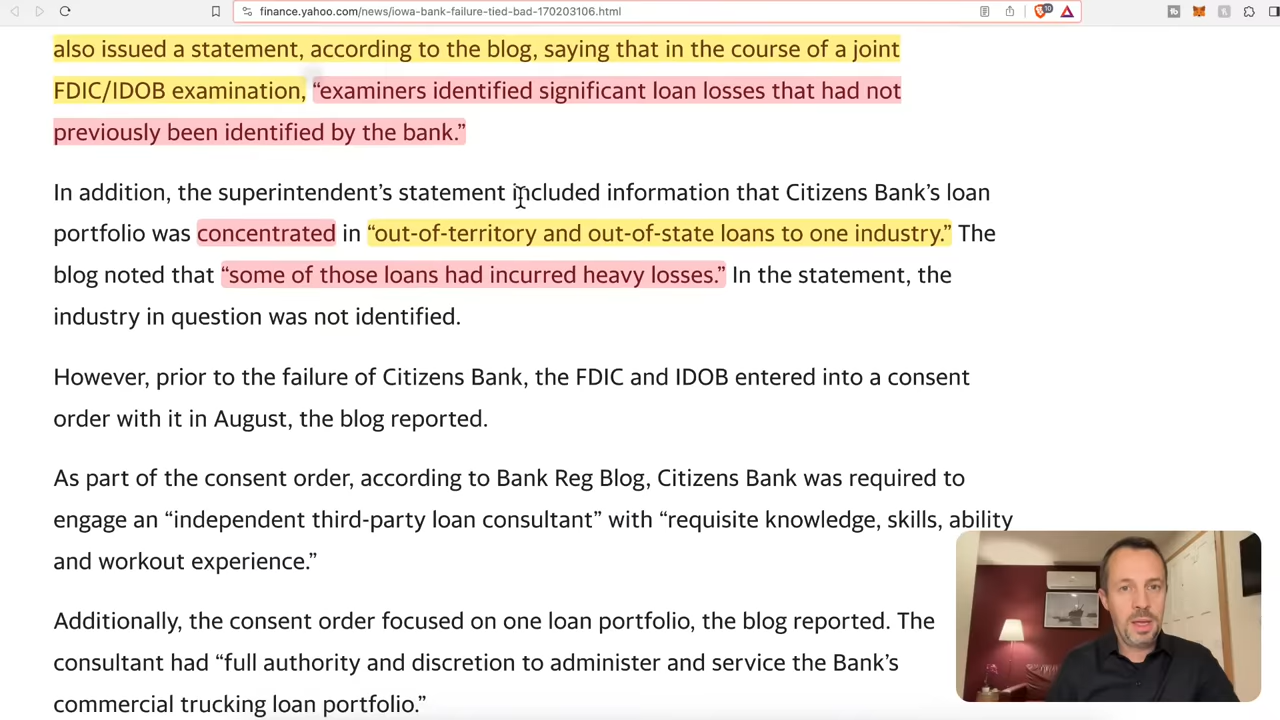 finance.yahoo.com/news/iowa-bank-failure-tied-bad-170203106.html
also issued a statement, according to the blog, saying that in the course of a joint
FDIC/IDOB examination, “examiners identified significant loan losses that had not
previously been identified by the bank.”
In addition, the superintendent’s statement included information that Citizens Bank’s loan
portfolio was concentrated in “out-of-territory and out-of-state loans to one industry.” The
blog noted that “some of those loans had incurred heavy losses.” In the statement, the
industry in question was not identified.
However, prior to the failure of Citizens Bank, the FDIC and IDOB entered into a consent
order with it in August, the blog reported.
As part of the consent order, according to Bank Reg Blog, Citizens Bank was required to
engage an “independent third-party loan consultant” with “requisite knowledge, skills, ability
and workout experience.”
Additionally, the consent order focused on one loan portfolio, the blog reported. The
consultant had “full authority and discretion to administer and service the Bank’s
commercial trucking loan portfolio.”